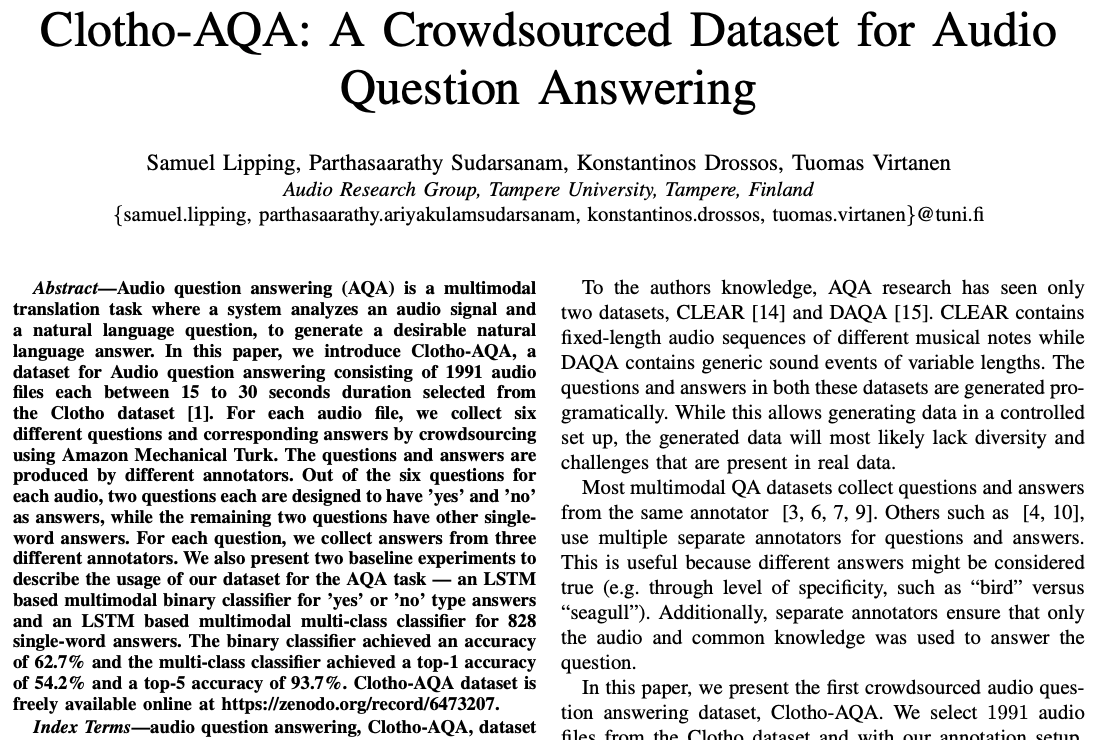 Clotho-AQA: A Crowdsourced Dataset for Audio
Question Answering
Samuel Lipping, Parthasaarathy Sudarsanam, Konstantinos Drossos, Tuomas Virtanen
Audio Research Group, Tampere University, Tampere, Finland
{samuel.lipping, parthasaarathy.ariyakulamsudarsanam, konstantinos.drossos, tuomas.virtanen}@tuni.fi
Abstract—Audio question answering (AQA) is a multimodal
translation task where a system analyzes an audio signal and
a natural language question, to generate a desirable natural
language answer. In this paper, we introduce Clotho-AQA, a
dataset for Audio question answering consisting of 1991 audio
files each between 15 to 30 seconds duration selected from
the Clotho dataset [1]. For each audio file, we collect six
different questions and corresponding answers by crowdsourcing
using Amazon Mechanical Turk. The questions and answers are
produced by different annotators. Out of the six questions for
each audio, two questions each are designed to have ’yes’ and ’no’
as answers, while the remaining two questions have other single-
word answers. For each question, we collect answers from three
different annotators. We also present two baseline experiments to
describe the usage of our dataset for the AQA task — an LSTM
based multimodal binary classifier for ’yes’ or ’no’ type answers
and an LSTM based multimodal multi-class classifier for 828
single-word answers. The binary classifier achieved an accuracy
of 62.7% and the multi-class classifier achieved a top-1 accuracy
of 54.2% and a top-5 accuracy of 93.7%. Clotho-AQA dataset is
freely available online at https://zenodo.org/record/6473207.
Index Terms—audio question answering, Clotho-AQA, dataset
To the authors knowledge, AQA research has seen only
two datasets, CLEAR [14] and DAQA [15]. CLEAR contains
fixed-length audio sequences of different musical notes while
DAQA contains generic sound events of variable lengths. The
questions and answers in both these datasets are generated pro-
gramatically. While this allows generating data in a controlled
set up, the generated data will most likely lack diversity and
challenges that are present in real data.
Most multimodal QA datasets collect questions and answers
from the same annotator [3, 6, 7, 9]. Others such as [4, 10],
use multiple separate annotators for questions and answers.
This is useful because different answers might be considered
true (e.g. through level of specificity, such as “bird” versus
“seagull”). Additionally, separate annotators ensure that only
the audio and common knowledge was used to answer the
question.
In this paper, we present the first crowdsourced audio ques-
tion answering dataset, Clotho-AQA. We select 1991 audio
files from the Clotho dataset and with our annotation setup,